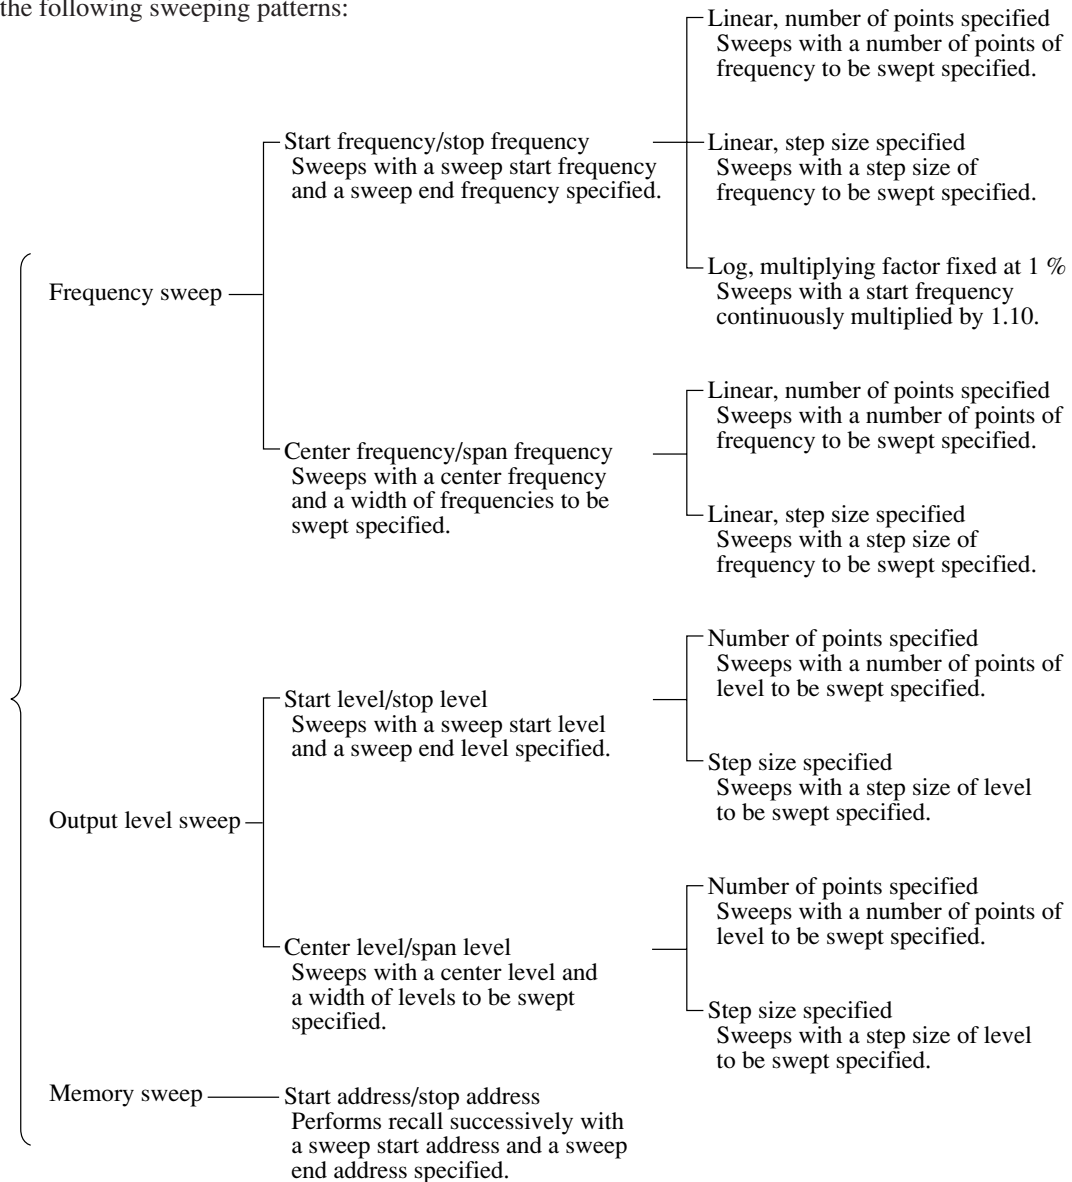 the following sweeping patterns:
Frequency sweep
Start frequency/stop frequency
Sweeps with a sweep start frequency
and a sweep end frequency specified.
Linear, number of points specified
Sweeps with a number of points of
frequency to be swept specified.
Linear, step size specified
Sweeps with a step size of
frequency to be swept specified.
Log, multiplying factor fixed at 1 %
Sweeps with a start frequency
continuously multiplied by 1.10.
Center frequency/span frequency
Sweeps with a center frequency
and a width of frequencies to be
swept specified.
Linear, number of points specified
Sweeps with a number of points of
frequency to be swept specified.
Linear, step size specified
Sweeps with a step size of
frequency to be swept specified.
Output level sweep
Start level/stop level
Sweeps with a sweep start level
and a sweep end level specified.
Number of points specified
Sweeps with a number of points of
level to be swept specified.
Step size specified
Sweeps with a step size of level
to be swept specified.
Center level/span level
Sweeps with a center level and
a width of levels to be swept
specified.
Number of points specified
Sweeps with a number of points of
level to be swept specified.
Step size specified
Sweeps with a step size of level
to be swept specified.
Memory sweep
Start address/stop address
Performs recall successively with
a sweep start address and a sweep
end address specified.